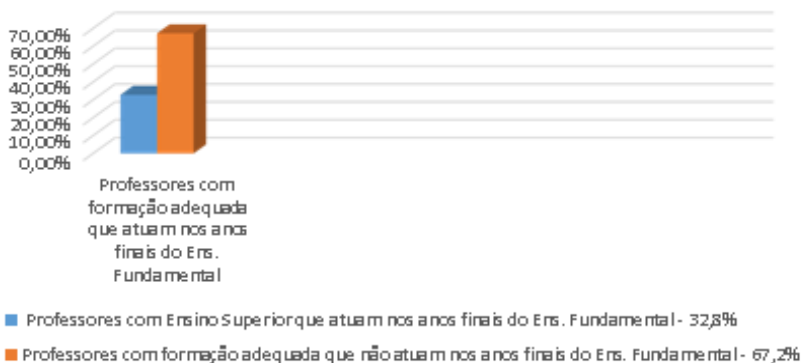 70,00%
60,00%
50,00%
40,00%
30,00%
20,00%
10,00%
0,00%
Professores com
formação adequada
que atuam nos anos
finais do Ens.
Fundamental
Professores com Ensino Superior que atuam nos anos finais do Ens. Fundamental - 32,8%
Professores com formação adequada que não atuam nos anos finais do Ens. Fundamental - 67,2%